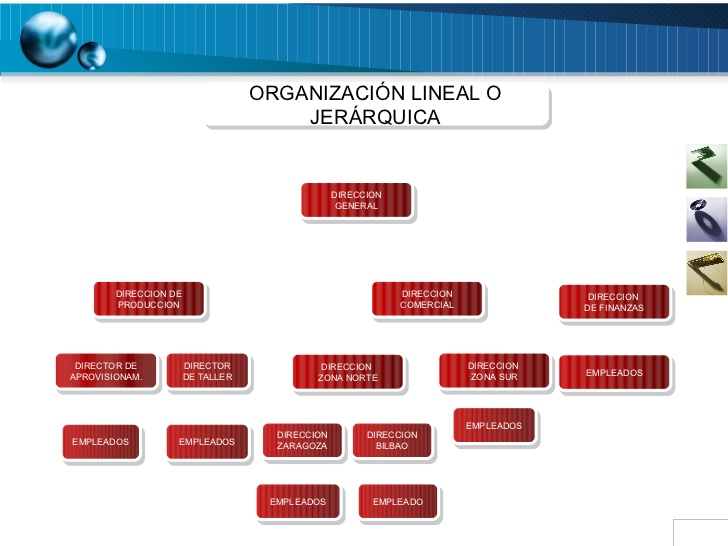 ORGANIZACIÓN LINEAL O
JERÁRQUICA
DIRECCION
GENERAL
DIRECCION DE
PRODUCCION
DIRECCION
COMERCIAL
DIRECCION
DE FINANZAS
DIRECTOR DE
APROVISIONAM.
DIRECTOR
DE TALLER
DIRECCION
ZONA NORTE
DIRECCION
ZONA SUR
EMPLEADOS
EMPLEADOS
EMPLEADOS
DIRECCION
ZARAGOZA
DIRECCION
BILBAO
EMPLEADOS
EMPLEADOS
EMPLEADO